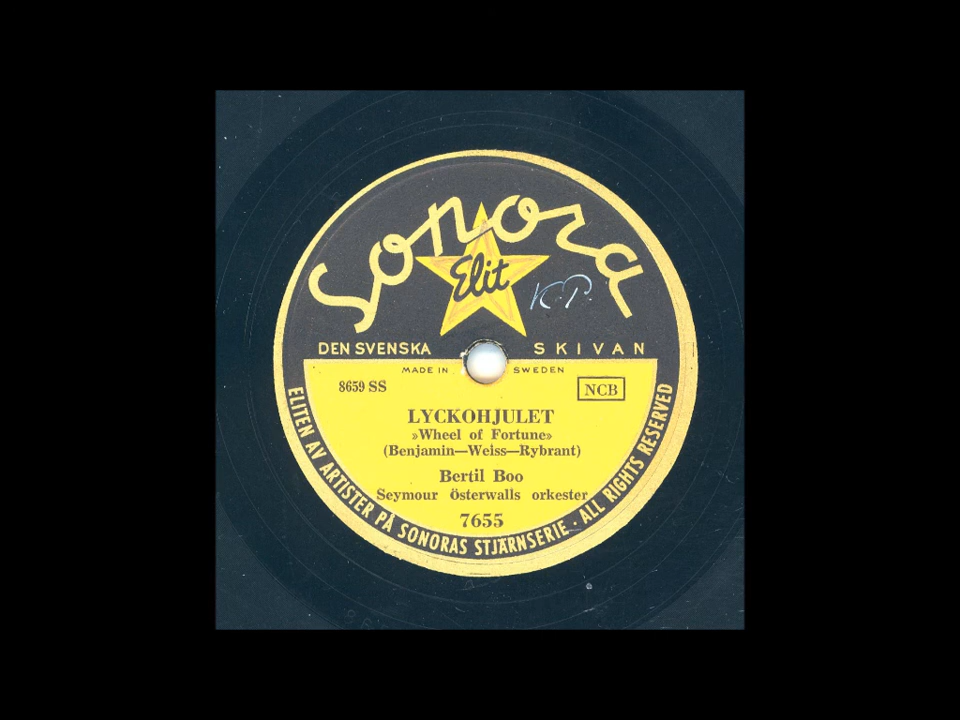 Sonora
Elit
K.P.
DEN SVENSKA SKIVAN
MADE IN SWEDEN
8659 SS
NCB
LYCKOHJULET
»Wheel of Fortune»
(Benjamin—Weiss—Rybrant)
Bertil Boo
Seymour Österwalls orkester
7655
ELITEN AV ARTISTER PÅ SONORAS STJÄRNSERIE · ALL RIGHTS RESERVED